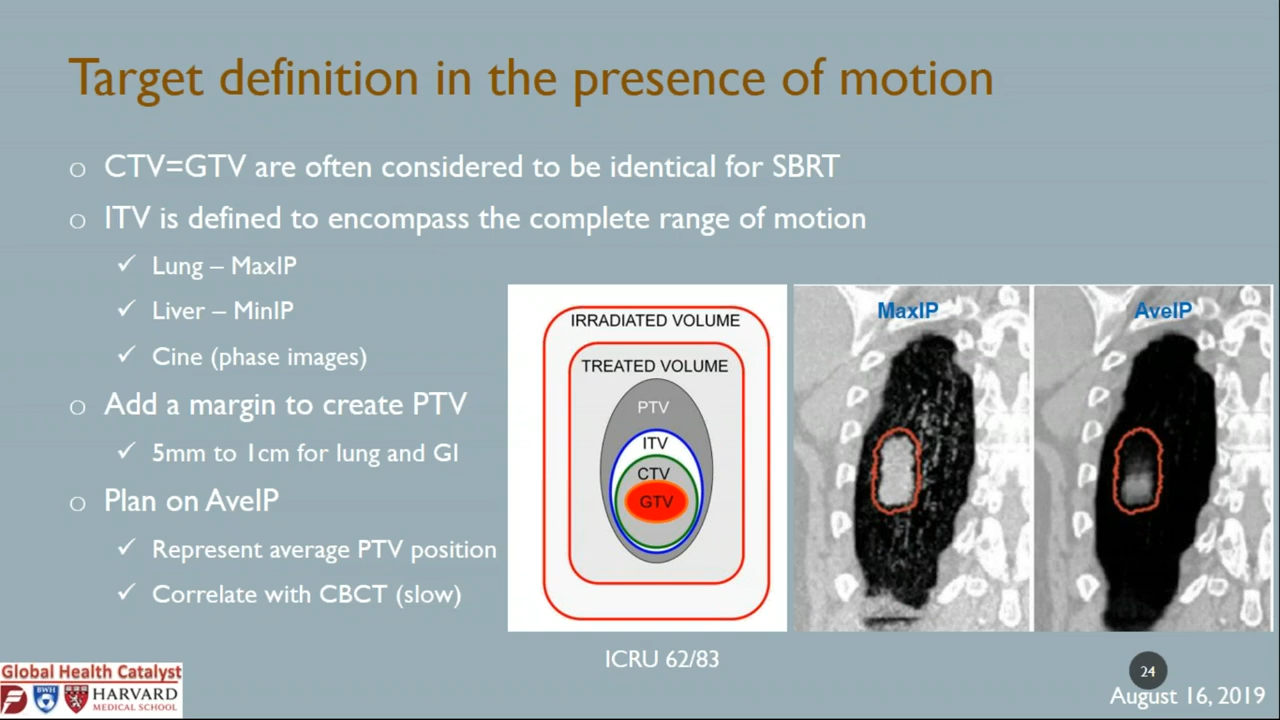 Target definition in the presence of motion
o CTV=GTV are often considered to be identical for SBRT
o ITV is defined to encompass the complete range of motion
✓ Lung – MaxIP
✓ Liver – MinIP
✓ Cine (phase images)
o Add a margin to create PTV
✓ 5mm to 1cm for lung and GI
o Plan on AveIP
✓ Represent average PTV position
✓ Correlate with CBCT (slow)
IRRADIATED VOLUME
TREATED VOLUME
PTV
ITV
CTV
GTV
MaxIP
AveIP
ICRU 62/83
Global Health Catalyst
BWH
HARVARD
MEDICAL SCHOOL
24
August 16, 2019